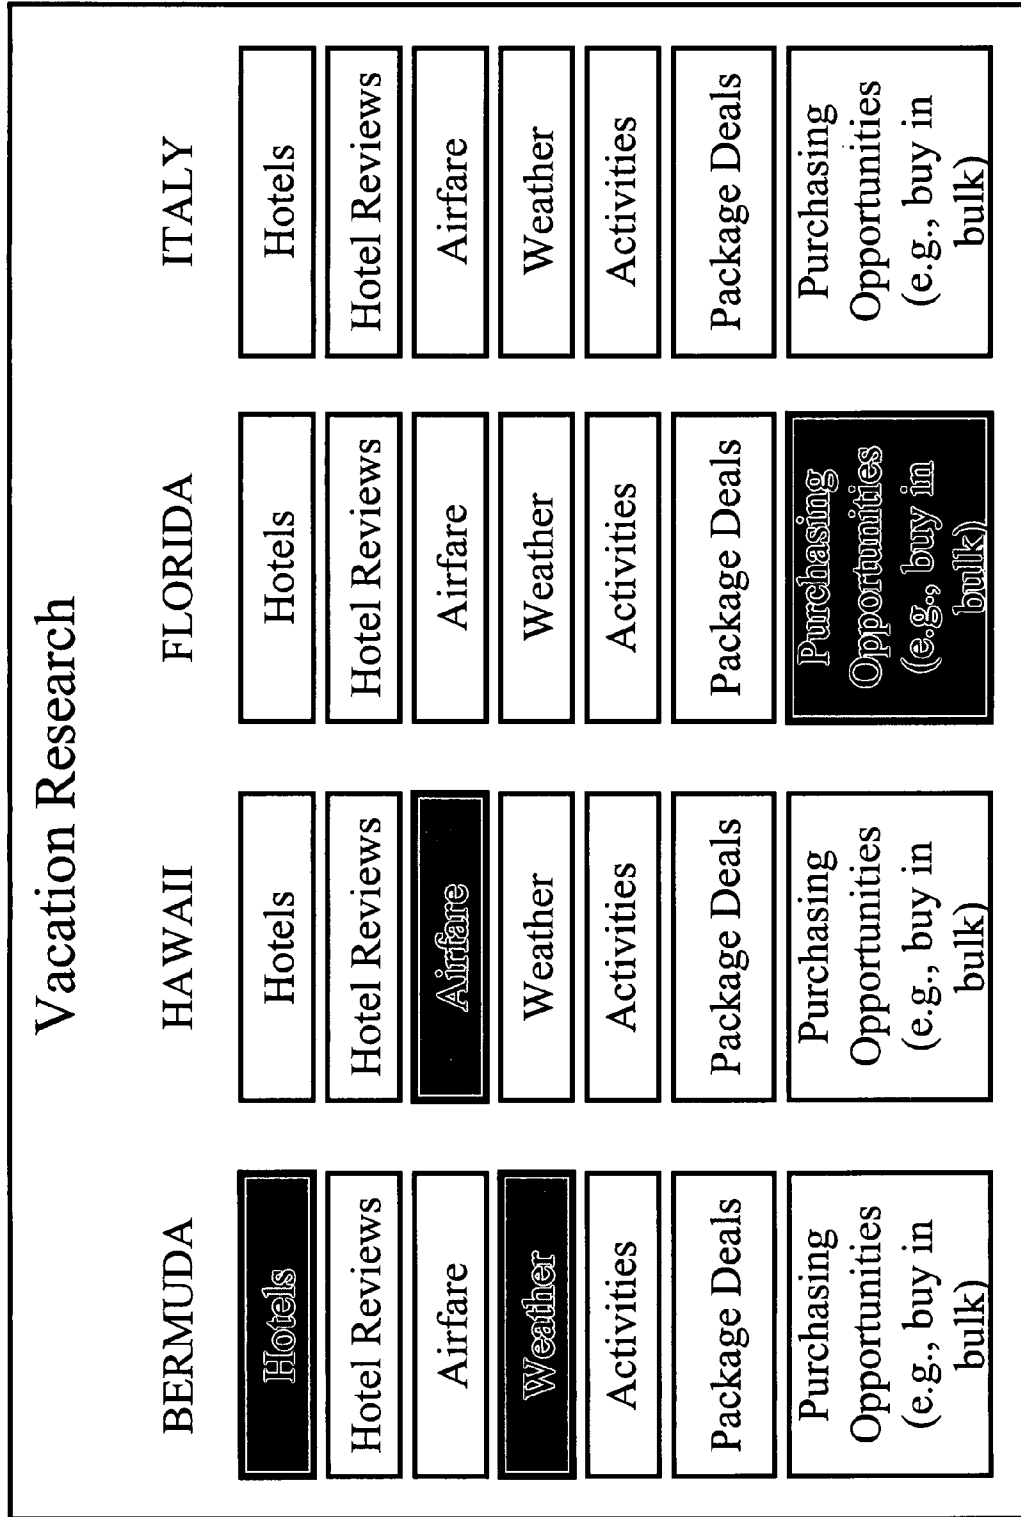 Vacation Research
BERMUDA
Hotels
Hotel Reviews
Airfare
Weather
Activities
Package Deals
Purchasing
Opportunities
(e.g., buy in
bulk)
HAWAII
Hotels
Hotel Reviews
Airfare
Weather
Activities
Package Deals
Purchasing
Opportunities
(e.g., buy in
bulk)
FLORIDA
Hotels
Hotel Reviews
Airfare
Weather
Activities
Package Deals
Purchasing
Opportunities
(e.g., buy in
bulk)
ITALY
Hotels
Hotel Reviews
Airfare
Weather
Activities
Package Deals
Purchasing
Opportunities
(e.g., buy in
bulk)